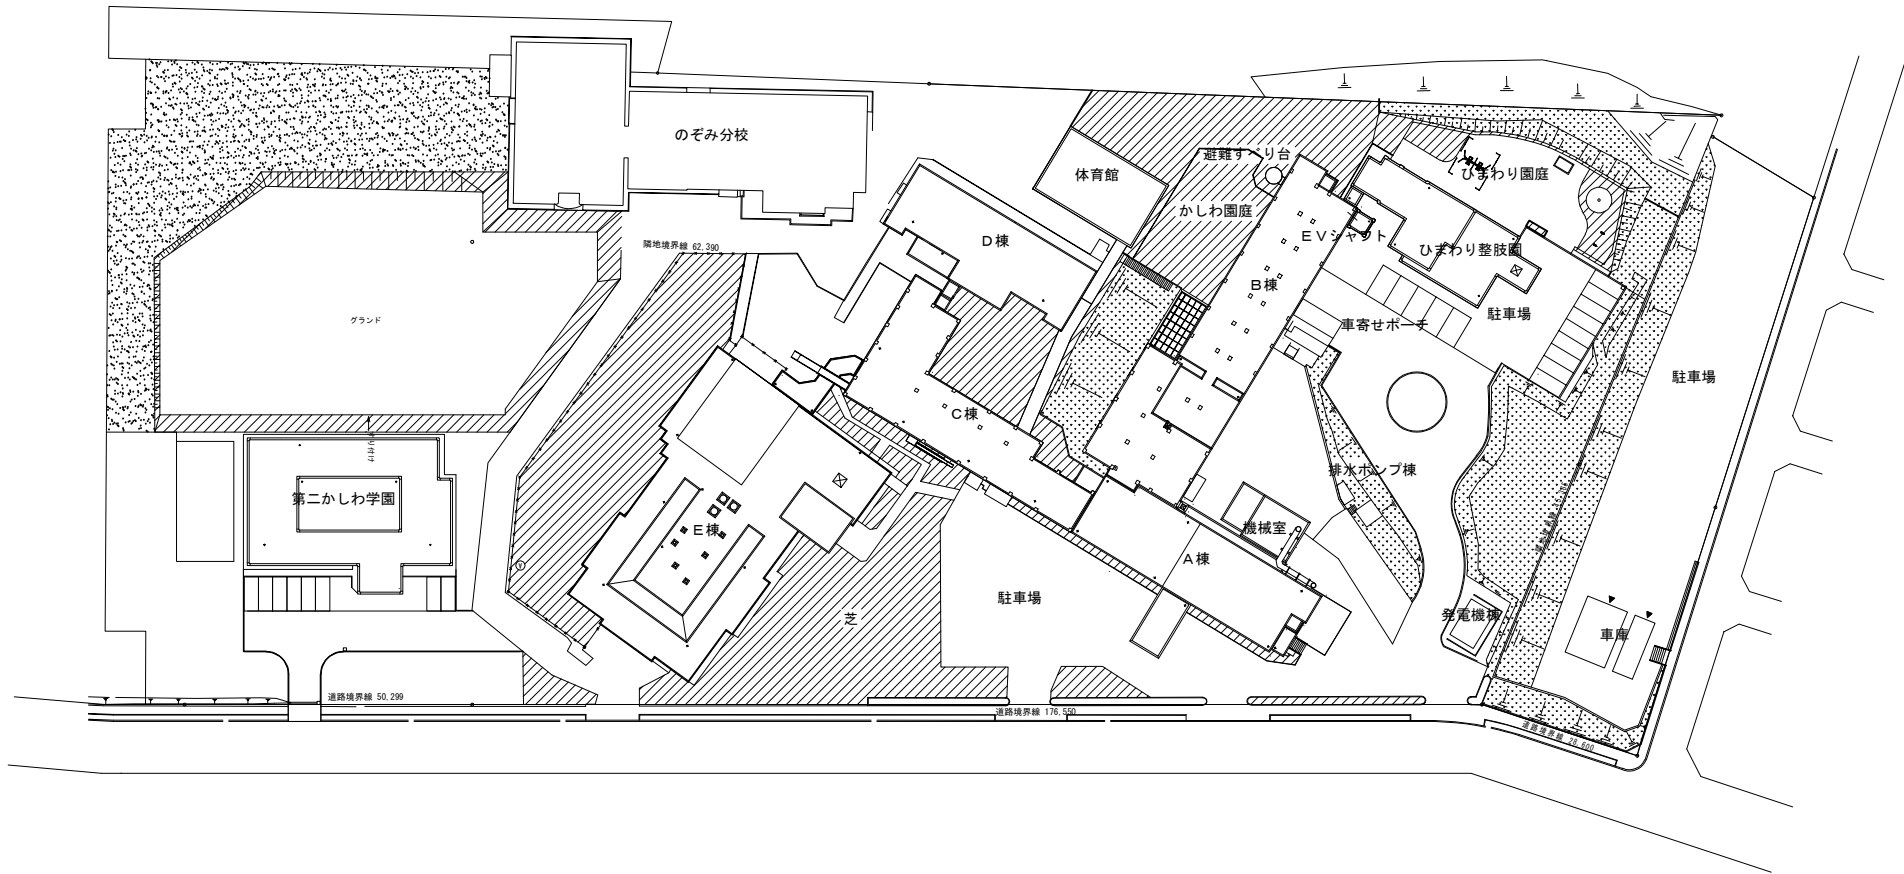 のぞみ分校
避難すべり台
体育館
ひまわり園庭
かしわ園庭
EVシャフト
D棟
隣地境界線 62,390
ひまわり整肢園
B棟
駐車場
グランド
車寄せポーチ
駐車場
C棟
すり付け
排水ポンプ棟
第二かしわ学園
E棟
機械室
A棟
駐車場
芝
発電機棟
車庫
道路境界線 50,299
道路境界線 176,550
道路境界線 28,600